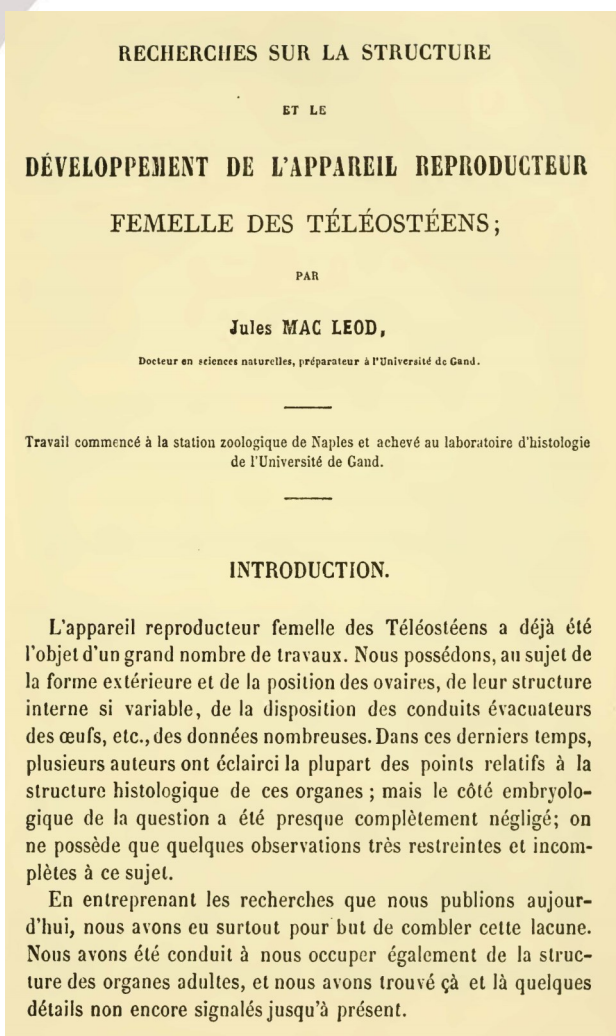 RECHERCHES SUR LA STRUCTURE
ET LE
DÉVELOPPEMENT DE L'APPAREIL REPRODUCTEUR
FEMELLE DES TÉLÉOSTÉENS;
PAR
Jules MAC LEOD,
Docteur en sciences naturelles, préparateur à l'Université de Gand.
Travail commencé à la station zoologique de Naples et achevé au laboratoire d'histologie
de l'Université de Gand.
INTRODUCTION.
L'appareil reproducteur femelle des Téléostéens a déjà été
l'objet d'un grand nombre de travaux. Nous possédons, au sujet de
la forme extérieure et de la position des ovaires, de leur structure
interne si variable, de la disposition des conduits évacuateurs
des œufs, etc., des données nombreuses. Dans ces derniers temps,
plusieurs auteurs ont éclairci la plupart des points relatifs à la
structure histologique de ces organes ; mais le côté embryolo-
gique de la question a été presque complètement négligé; on
ne possède que quelques observations très restreintes et incom-
plètes à ce sujet.
En entreprenant les recherches que nous publions aujour-
d'hui, nous avons eu surtout pour but de combler cette lacune.
Nous avons été conduit à nous occuper également de la struc-
ture des organes adultes, et nous avons trouvé çà et là quelques
détails non encore signalés jusqu'à présent.